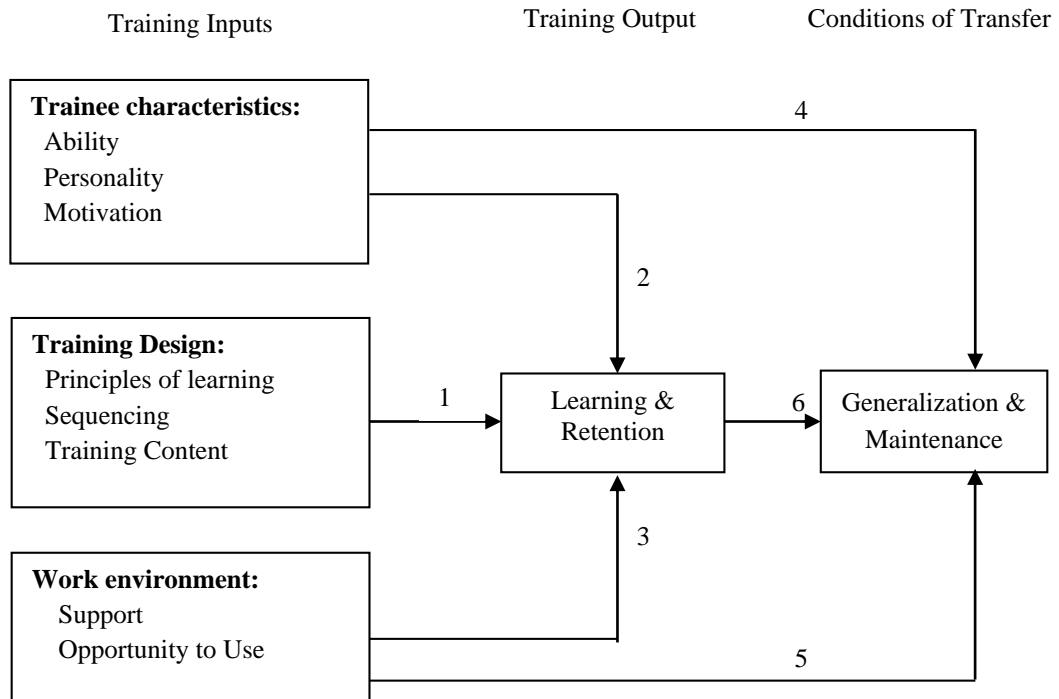 Training Inputs
Training Output
Conditions of Transfer
Trainee characteristics:
Ability
Personality
Motivation
4
2
Training Design:
Principles of learning
Sequencing
Training Content
1
Learning &
Retention
6
Generalization &
Maintenance
3
Work environment:
Support
Opportunity to Use
5